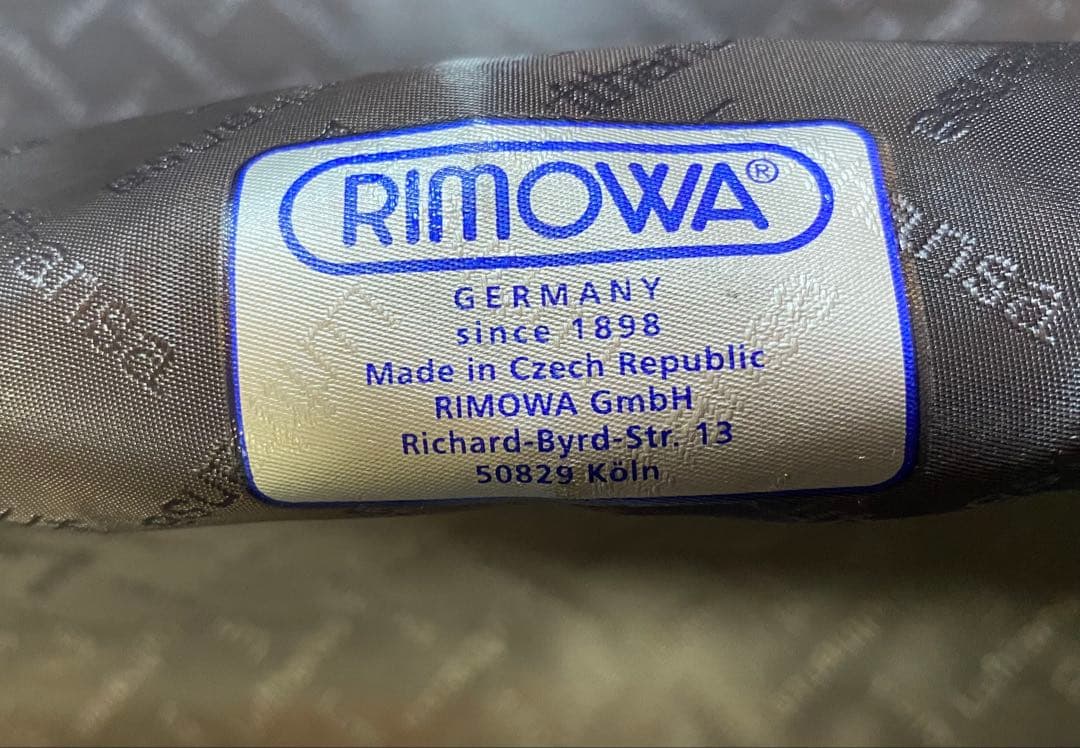 RIMOWA®
GERMANY
since 1898
Made in Czech Republic
RIMOWA GmbH
Richard-Byrd-Str. 13
50829 Köln